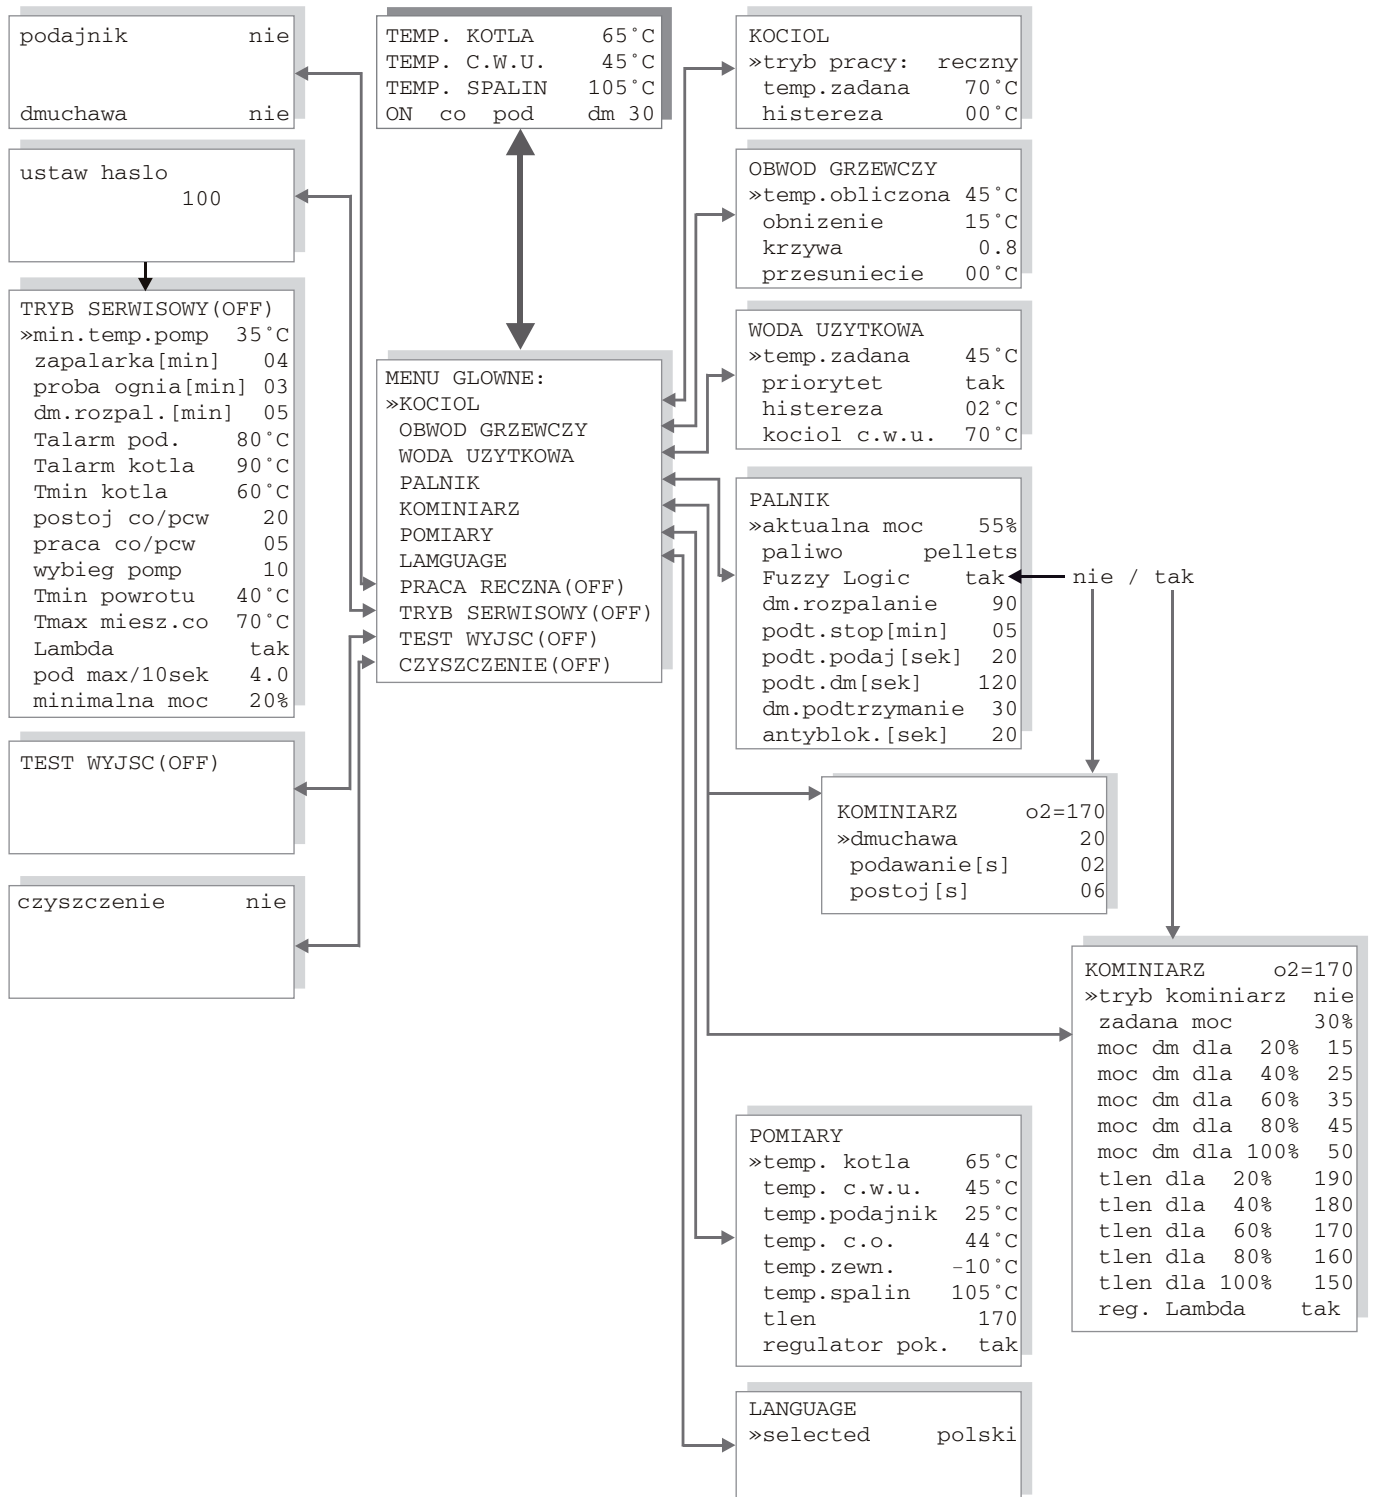 podajnik nie
dmuchawa nie
ustaw haslo
100
TRYB SERWISOWY(OFF)
»min.temp.pomp 35°C
zapalarka[min] 04
proba ognia[min] 03
dm.rozpal.[min] 05
Talarm pod. 80°C
Talarm kotla 90°C
Tmin kotla 60°C
postoj co/pcw 20
praca co/pcw 05
wybieg pomp 10
Tmin powrotu 40°C
Tmax miesz.co 70°C
Lambda tak
pod max/10sek 4.0
minimalna moc 20%
TEST WYJSC(OFF)
czyszczenie nie
TEMP. KOTLA 65°C
TEMP. C.W.U. 45°C
TEMP. SPALIN 105°C
ON co pod dm 30
MENU GLOWNE:
»KOCIOL
OBWOD GRZEWCZY
WODA UZYTKOWA
PALNIK
KOMINIARZ
POMIARY
LAMGUAGE
PRACA RECZNA(OFF)
TRYB SERWISOWY(OFF)
TEST WYJSC(OFF)
CZYSZCZENIE(OFF)
KOCIOL
»tryb pracy: reczny
temp.zadana 70°C
histereza 00°C
OBWOD GRZEWCZY
»temp.obliczona 45°C
obnizenie 15°C
krzywa 0.8
przesuniecie 00°C
WODA UZYTKOWA
»temp.zadana 45°C
priorytet tak
histereza 02°C
kociol c.w.u. 70°C
PALNIK
»aktualna moc 55%
paliwo pellets
Fuzzy Logic tak
dm.rozpalanie 90
podt.stop[min] 05
podt.podaj[sek] 20
podt.dm[sek] 120
dm.podtrzymanie 30
antyblok.[sek] 20
nie / tak
KOMINIARZ o2=170
»dmuchawa 20
podawanie[s] 02
postoj[s] 06
KOMINIARZ o2=170
»tryb kominiarz nie
zadana moc 30%
moc dm dla 20% 15
moc dm dla 40% 25
moc dm dla 60% 35
moc dm dla 80% 45
moc dm dla 100% 50
tlen dla 20% 190
tlen dla 40% 180
tlen dla 60% 170
tlen dla 80% 160
tlen dla 100% 150
reg. Lambda tak
POMIARY
»temp. kotla 65°C
temp. c.w.u. 45°C
temp.podajnik 25°C
temp. c.o. 44°C
temp.zewn. -10°C
temp.spalin 105°C
tlen 170
regulator pok. tak
LANGUAGE
»selected polski